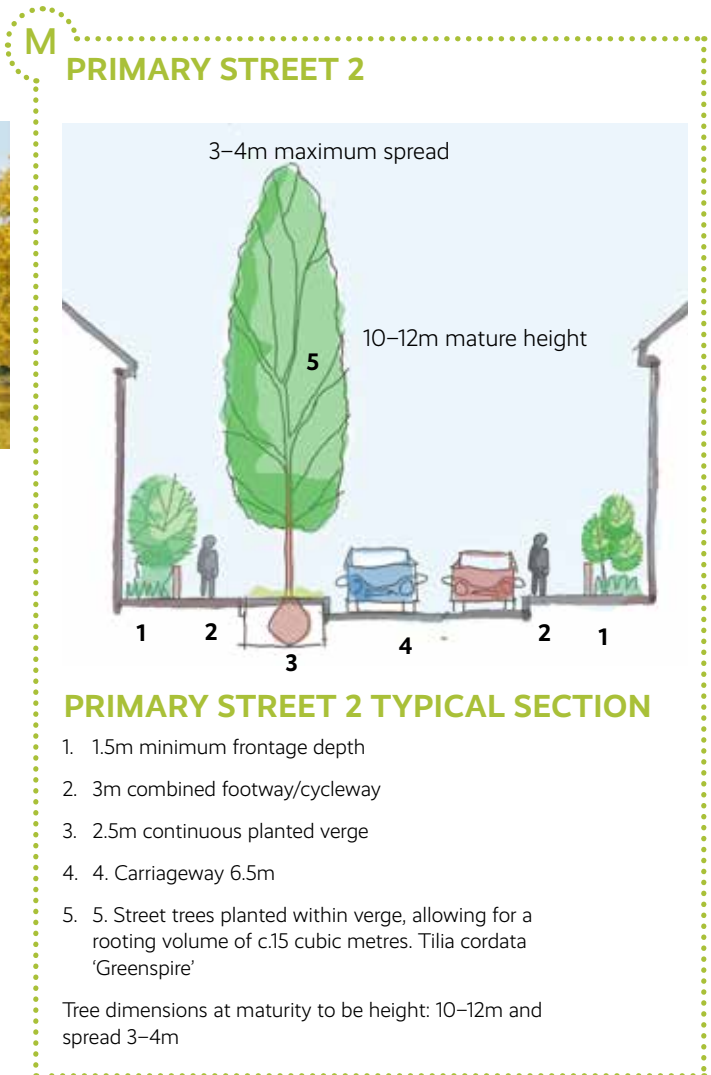 M
PRIMARY STREET 2
3–4m maximum spread
10–12m mature height
5
1
2
3
4
2
1
PRIMARY STREET 2 TYPICAL SECTION
1. 1.5m minimum frontage depth
2. 3m combined footway/cycleway
3. 2.5m continuous planted verge
4. 4. Carriageway 6.5m
5. 5. Street trees planted within verge, allowing for a
rooting volume of c.15 cubic metres. Tilia cordata
'Greenspire'
Tree dimensions at maturity to be height: 10–12m and
spread 3–4m